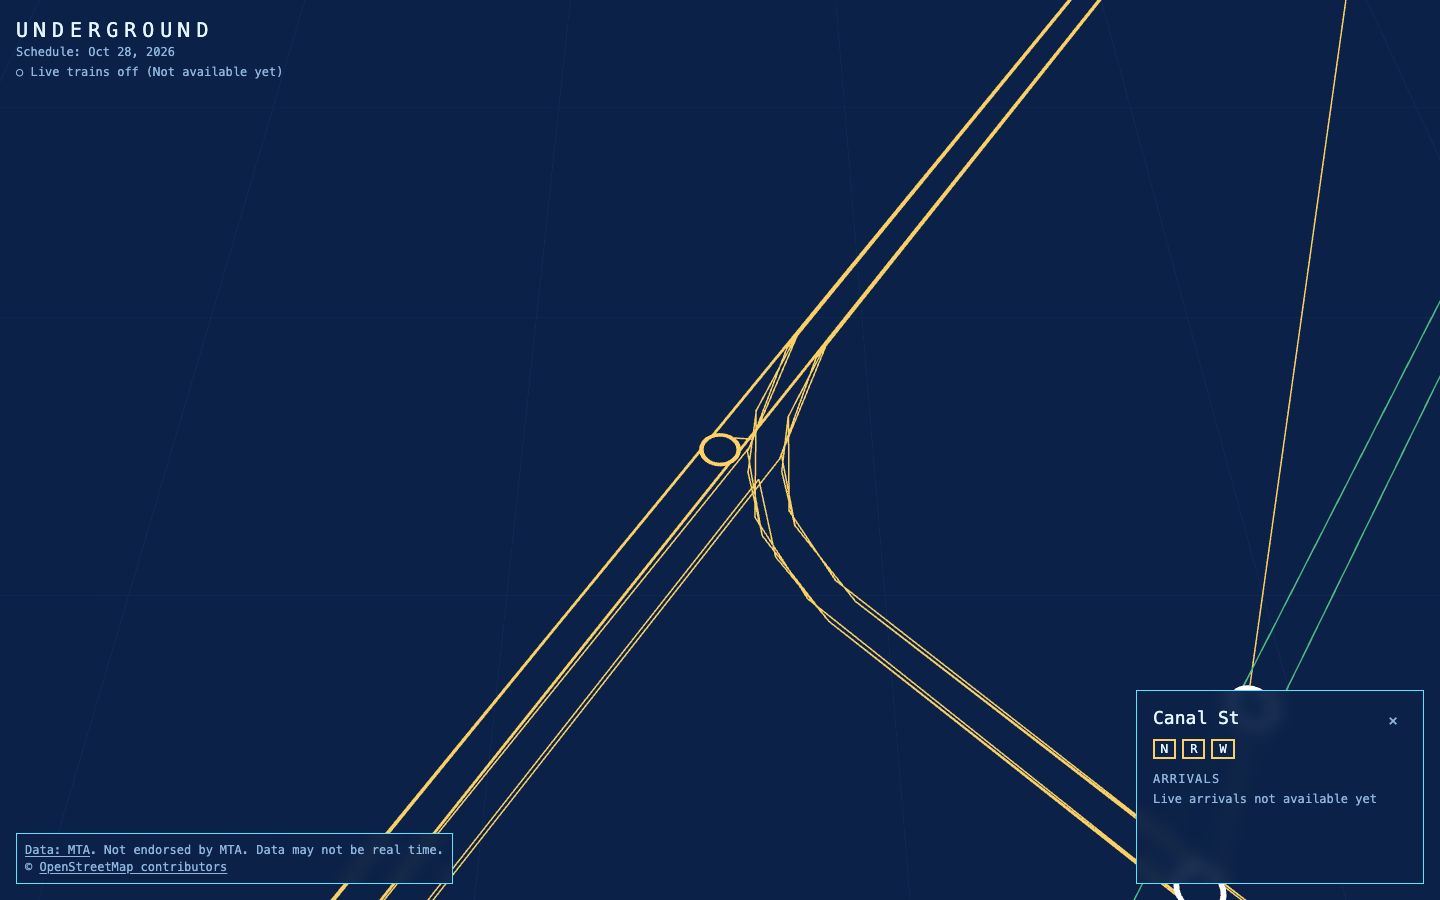 UNDERGROUND
Schedule: Oct 28, 2026
Live trains off (Not available yet)
Canal St ×
N R W
ARRIVALS
Live arrivals not available yet
Data: MTA. Not endorsed by MTA. Data may not be real time.
© OpenStreetMap contributors